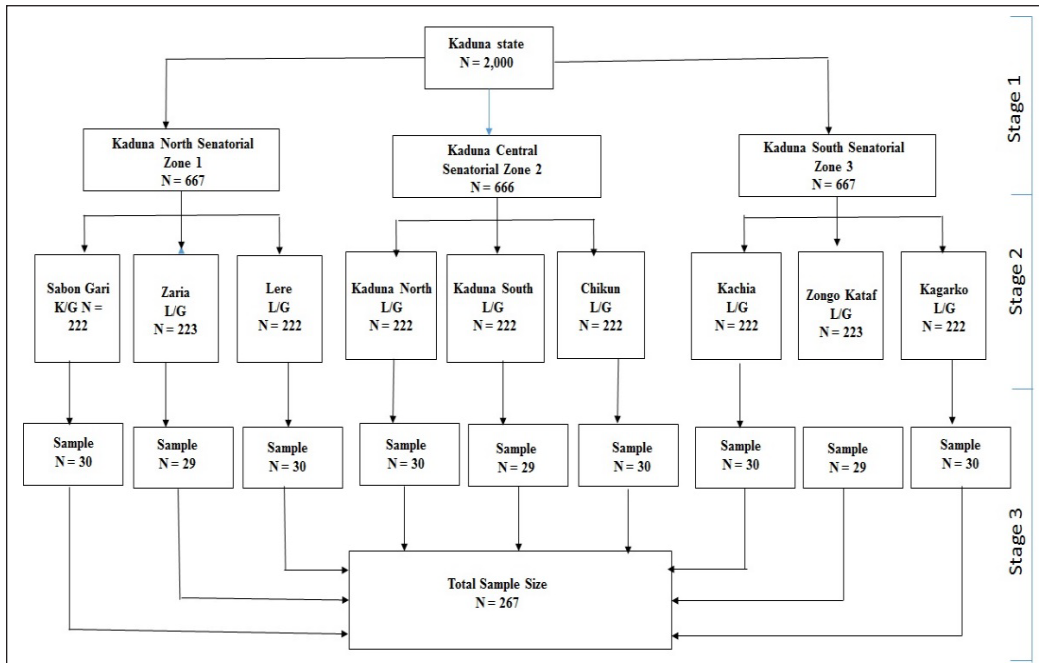 Kaduna state
N = 2,000
Stage 1
Kaduna North Senatorial
Zone 1
N = 667
Kaduna Central
Senatorial Zone 2
N = 666
Kaduna South Senatorial
Zone 3
N = 667
Stage 2
Sabon Gari
K/G N =
222
Zaria
L/G
N = 223
Lere
L/G
N = 222
Kaduna North
L/G
N = 222
Kaduna South
L/G
N = 222
Chikun
L/G
N = 222
Kachia
L/G
N = 222
Zongo Kataf
L/G
N = 223
Kagarko
L/G
N = 222
Stage 3
Sample
N = 30
Sample
N = 29
Sample
N = 30
Sample
N = 30
Sample
N = 29
Sample
N = 30
Sample
N = 30
Sample
N = 29
Sample
N = 30
Total Sample Size
N = 267